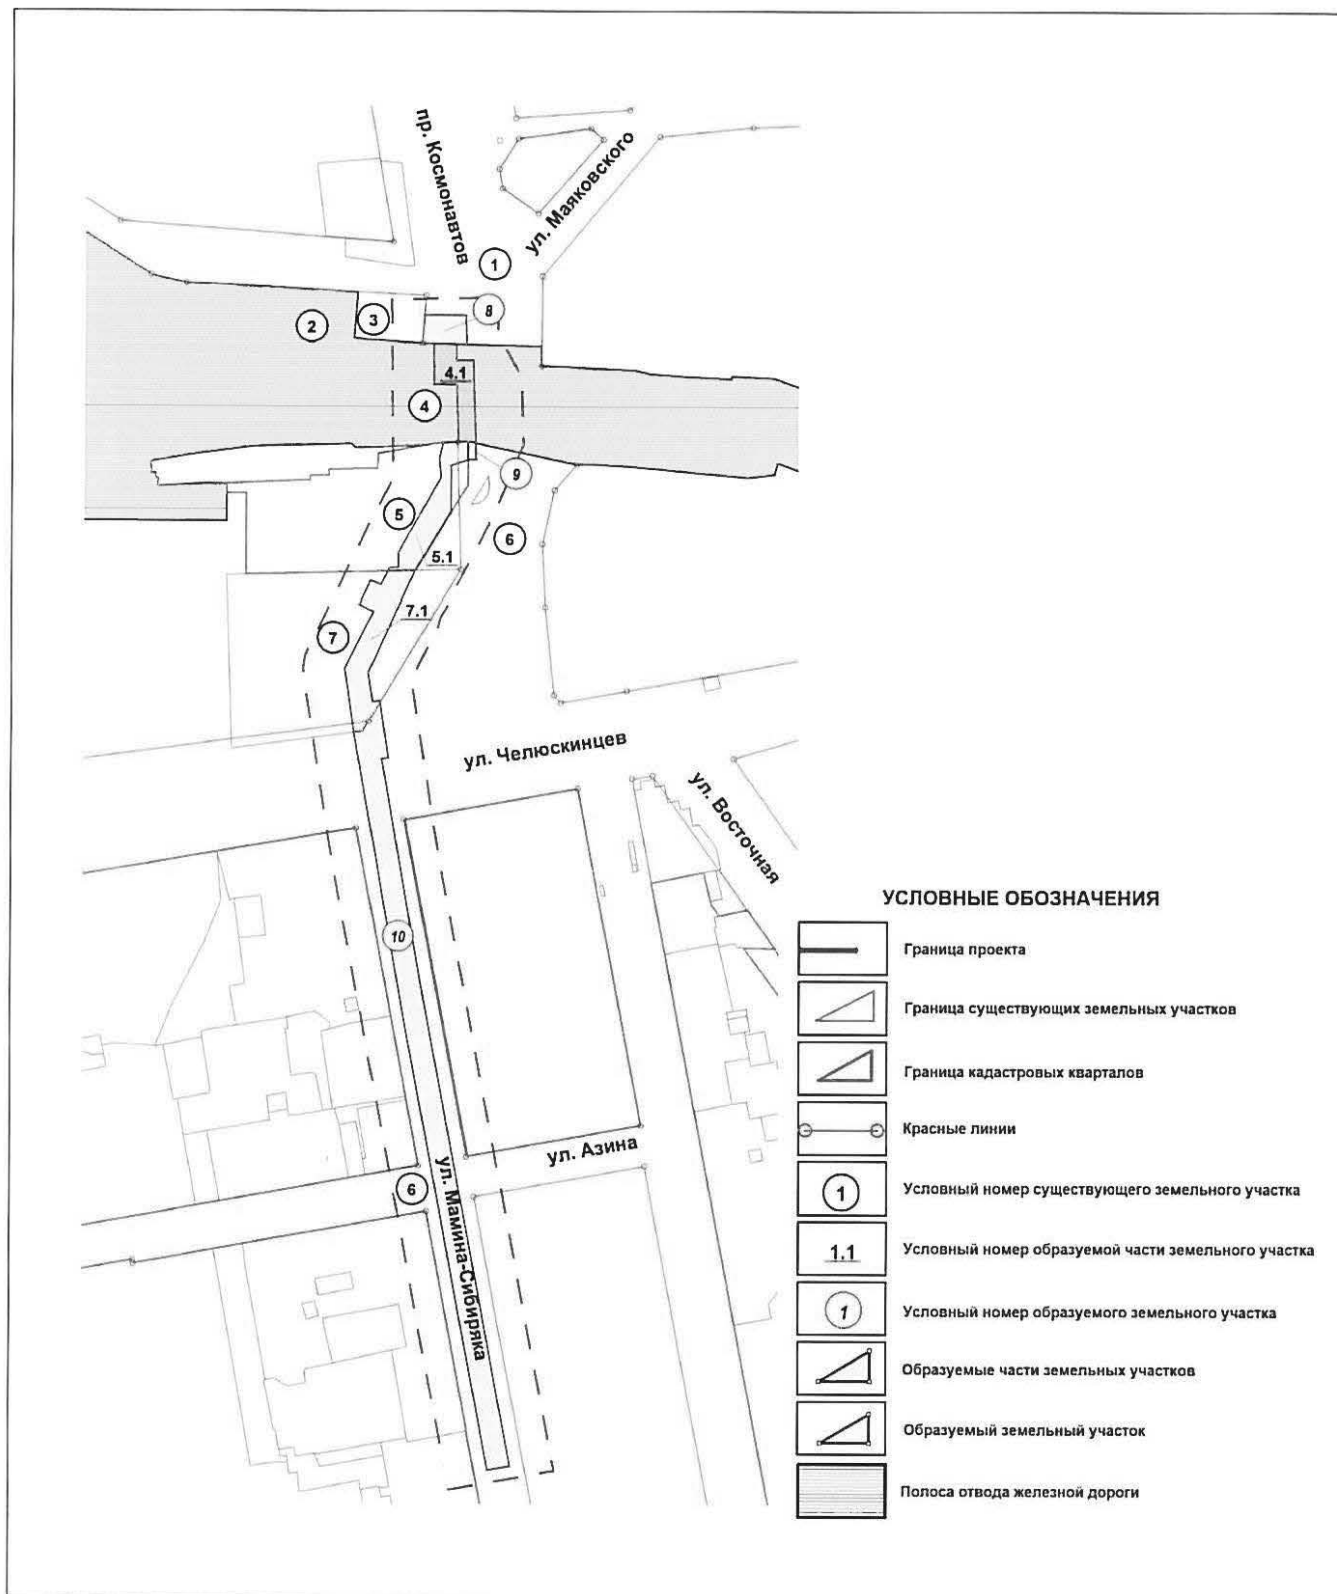 пр. Космонавтов
ул. Маяковского
1
8
3
2
4.1
4
9
5
6
5.1
7.1
7
ул. Челюскинцев
ул. Восточная
10
ул. Азина
6
ул. Мамина-Сибиряка
УСЛОВНЫЕ ОБОЗНАЧЕНИЯ
Граница проекта
Граница существующих земельных участков
Граница кадастровых кварталов
Красные линии
1
Условный номер существующего земельного участка
1.1
Условный номер образуемой части земельного участка
1
Условный номер образуемого земельного участка
Образуемые части земельных участков
Образуемый земельный участок
Полоса отвода железной дороги